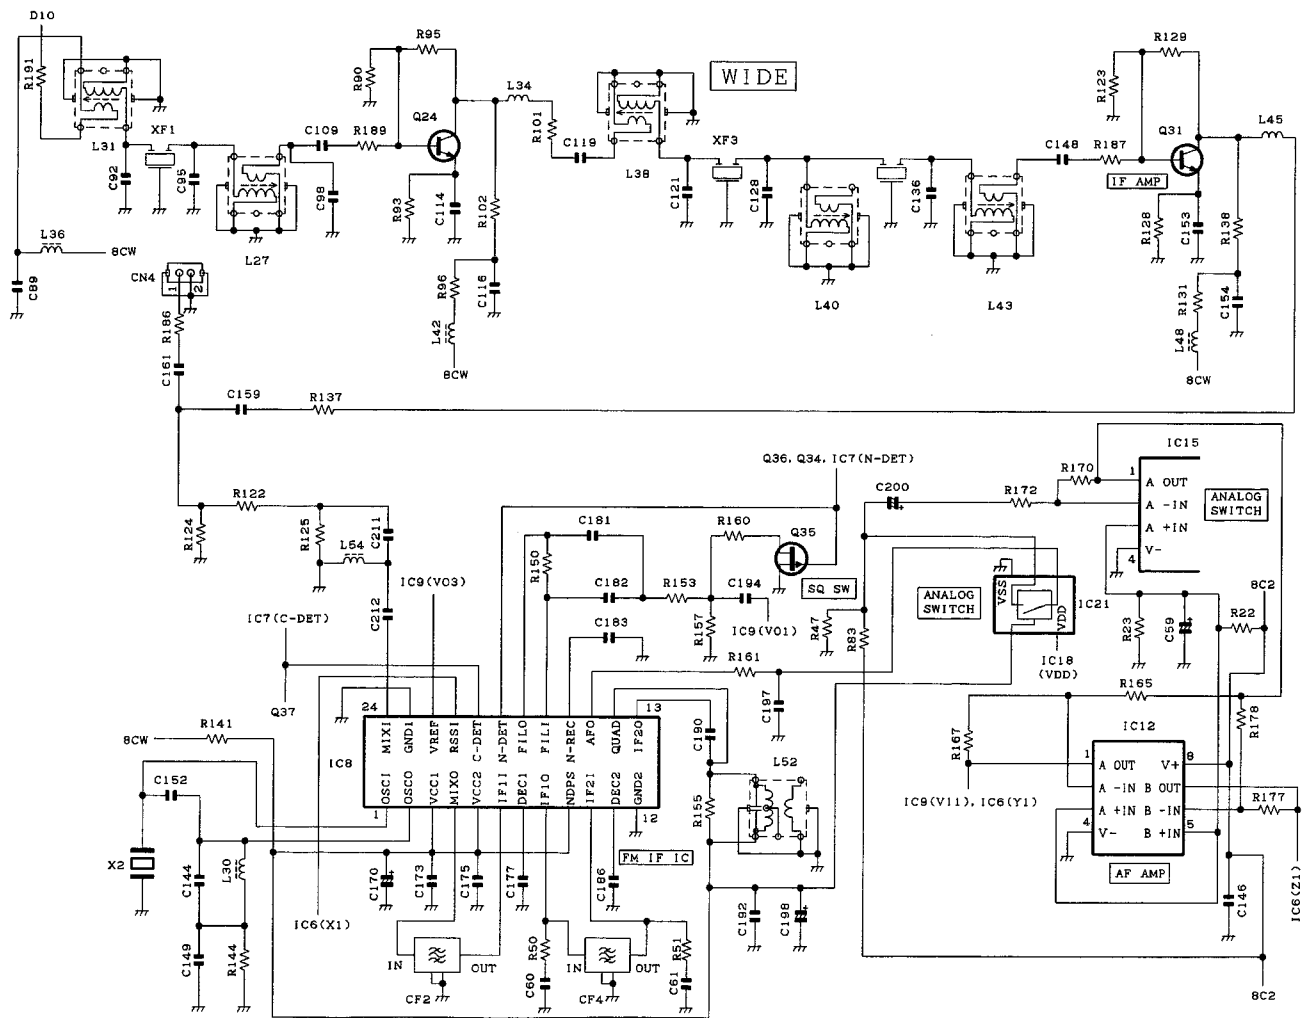 D10
R95
R129
R191
R90
L34
WIDE
R123
L45
XF1
C109
R189
Q24
R101
C119
XF3
C148
R187
Q31
L31
L38
IF AMP
C92
C95
C98
R93
C114
R102
C121
C128
C136
R128
C153
R138
L36
8CW
L27
CN4
1
2
R96
C116
L40
L43
R131
C154
C89
R186
L42
L48
C161
8CW
8CW
C159
R137
IC15
Q36, Q34, IC7(N-DET)
R170
1
A OUT
A -IN
A +IN
V-
4
ANALOG
SWITCH
C200
R172
R122
R124
R125
C211
L54
C181
R150
R160
Q35
SQ SW
C182
R153
C194
C183
R157
IC9(VO1)
IC9(VO3)
IC7(C-DET)
C212
ANALOG
SWITCH
VSS
VDD
IC21
IC18
(VDD)
8C2
R47
R83
R23
C59
R22
R161
C197
R165
Q37
R141
8CW
24
13
MIXI
GND1
VREF
RSSI
C-DET
N-DET
FILO
FILI
N-REC
AFO
QUAD
IF2O
IC8
OSCI
OSCO
VCC1
MIXO
VCC2
IF1I
DEC1
IF1O
NDPS
IF2I
DEC2
GND2
1
12
C190
L52
R155
R167
R178
IC12
1
A OUT
A -IN
A +IN
4
V-
8
V+
B OUT
B -IN
5
B +IN
AF AMP
R177
IC9(V11), IC6(Y1)
C152
X2
C144
L30
C170
C173
C175
C177
C186
FM IF IC
C192
C198
C146
IC6(Z1)
IC6(X1)
C149
R144
IN
OUT
CF2
R50
C60
IN
OUT
CF4
R51
C61
8C2